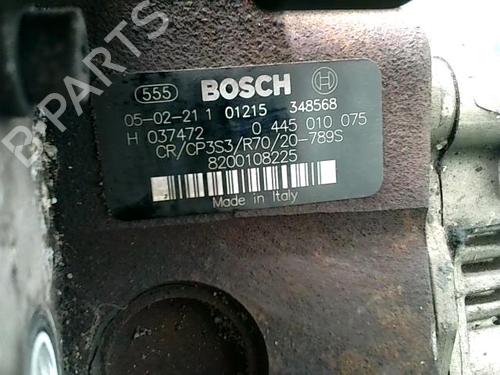 555 BOSCH
05-02-21 1 01215 348568
H 037472 0 445 010 075
CR/CP3S3/R70/20-789S
8200108225
Made in Italy
B-PARTS